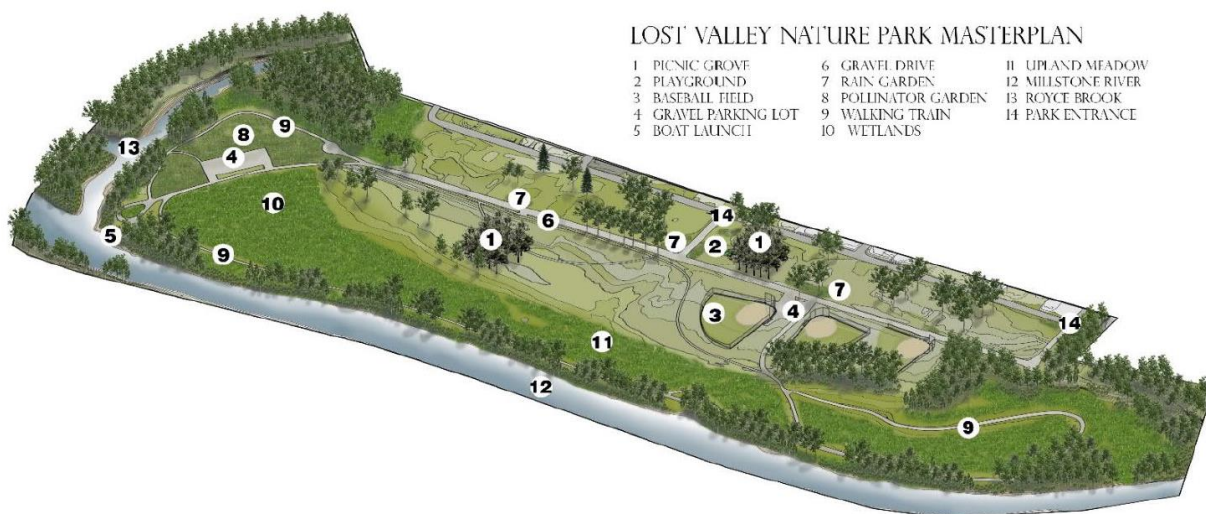 LOST VALLEY NATURE PARK MASTERPLAN
1 PICNIC GROVE
2 PLAYGROUND
3 BASEBALL FIELD
4 GRAVEL PARKING LOT
5 BOAT LAUNCH
6 GRAVEL DRIVE
7 RAIN GARDEN
8 POLLINATOR GARDEN
9 WALKING TRAIN
10 WETLANDS
11 UPLAND MEADOW
12 MILLSTONE RIVER
13 ROYCE BROOK
14 PARK ENTRANCE
8
9
4
13
10
7
6
14
5
1
7
2
1
9
7
3
4
14
11
12
9